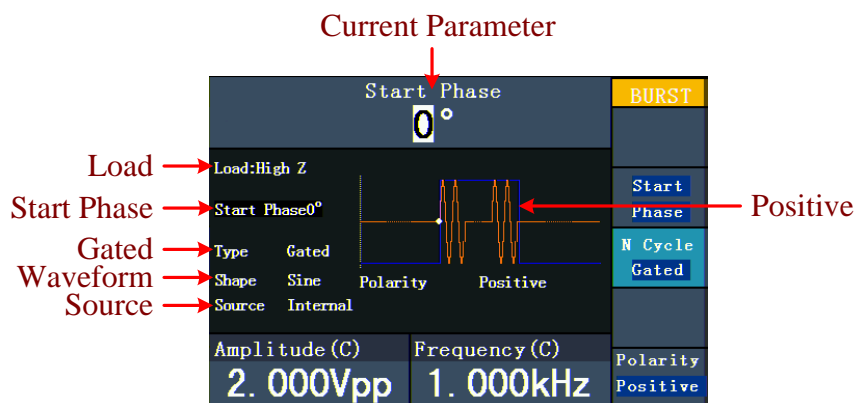 Current Parameter
Start Phase
0°
BURST
Load
Load:High Z
Start Phase
Start Phase0°
Start
Phase
Positive
Gated
Type Gated
N Cycle
Gated
Waveform
Shape Sine
Polarity Positive
Source
Source Internal
Amplitude(C)
Frequency(C)
2.000Vpp
1.000kHz
Polarity
Positive